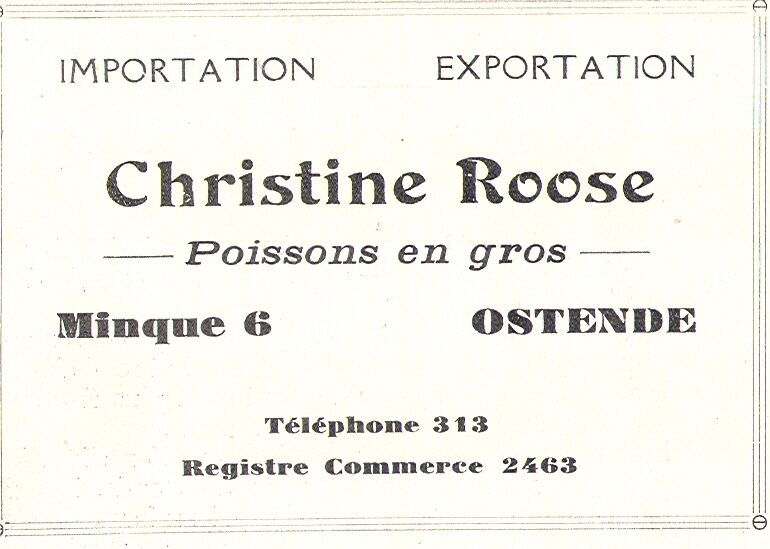 IMPORTATION EXPORTATION
Christine Roose
Poissons en gros
Minque 6 OSTENDE
Téléphone 313
Registre Commerce 2463